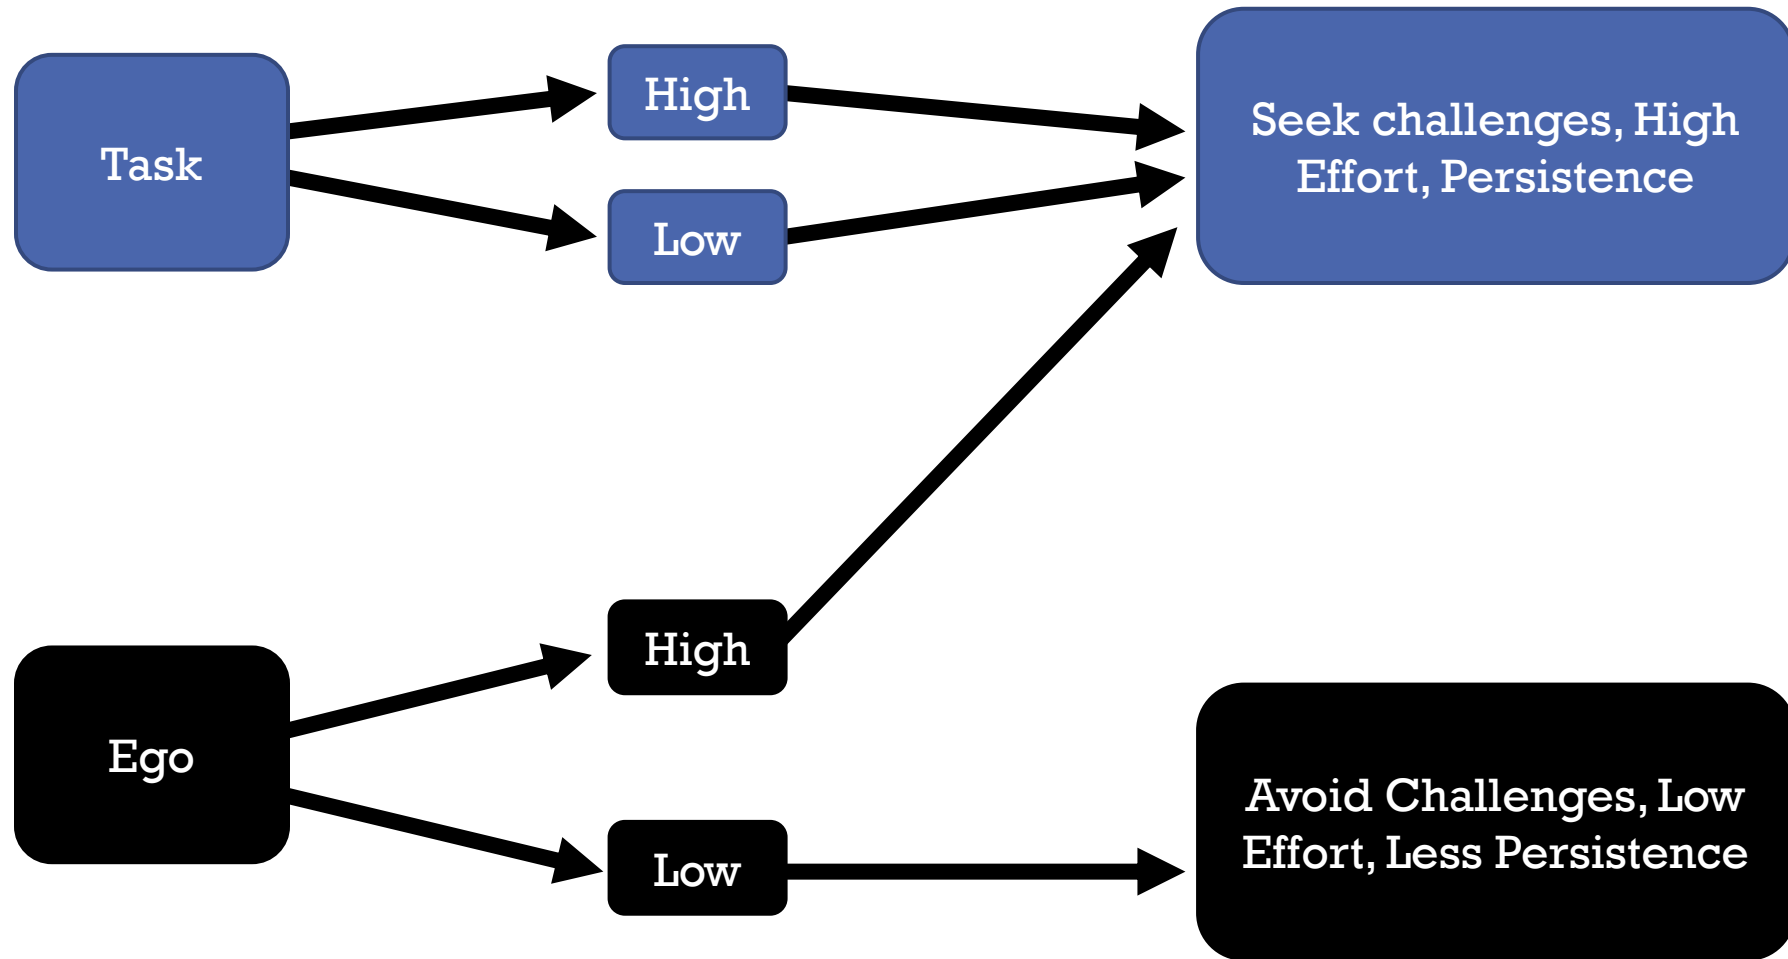 Task
High
Low
Seek challenges, High
Effort, Persistence
Ego
High
Low
Avoid Challenges, Low
Effort, Less Persistence